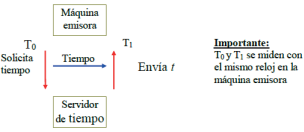 Máquina
emisora
T0
T1
Solicita
tiempo
Tiempo
Envía t
Servidor
de tiempo
Importante:
T0 y T1 se miden con
el mismo reloj en la
máquina emisora